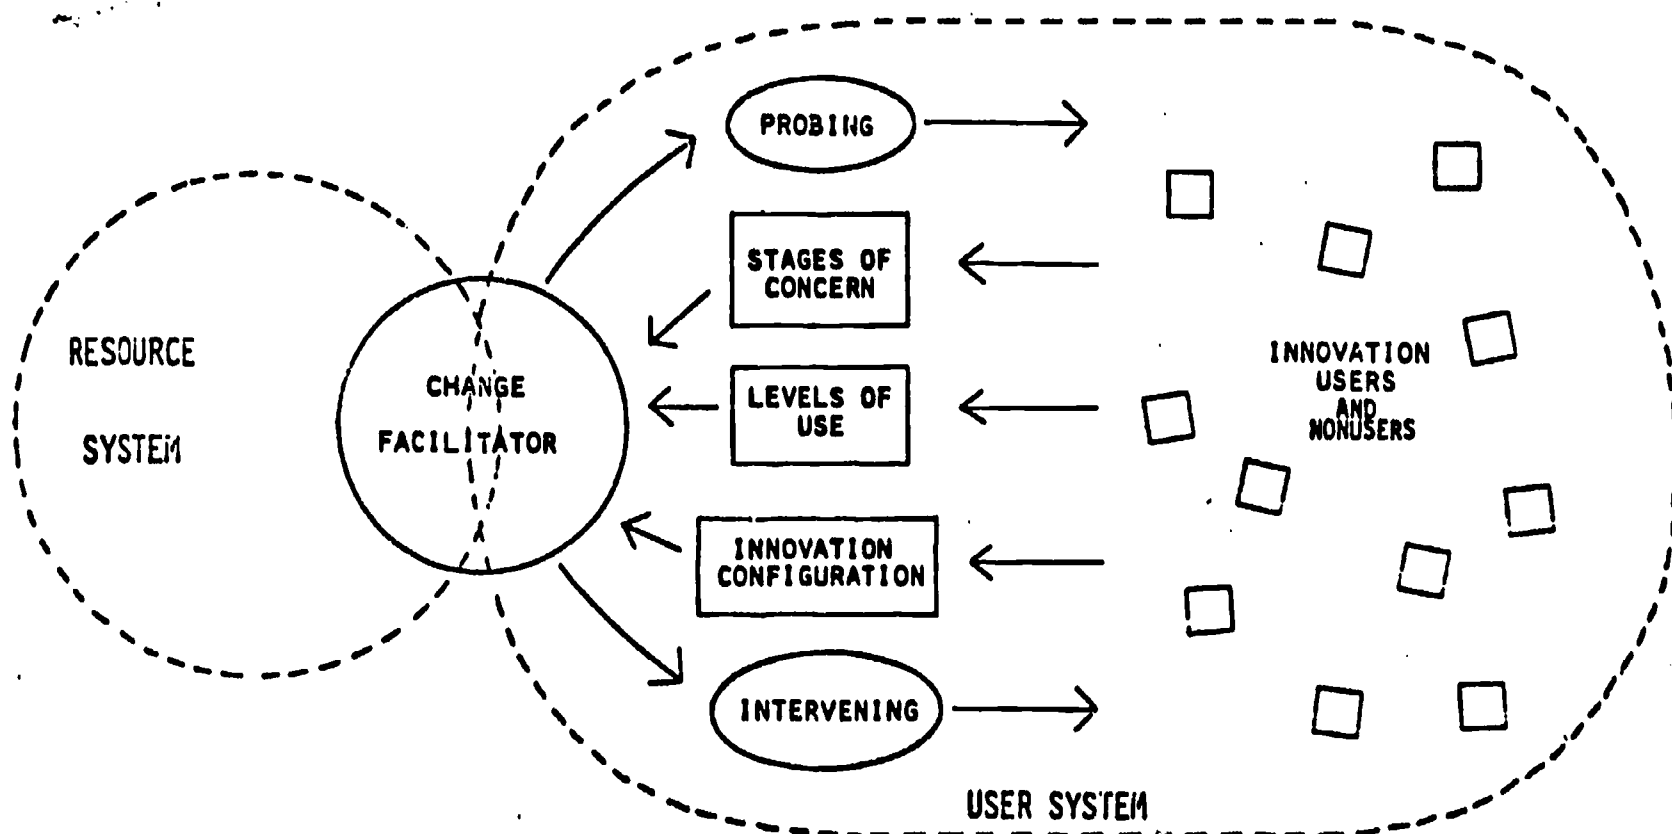 PROBING
STAGES OF
CONCERN
RESOURCE
SYSTEM
CHANGE
FACILITATOR
LEVELS OF
USE
INNOVATION
USERS
AND
NONUSERS
INNOVATION
CONFIGURATION
INTERVENING
USER SYSTEM